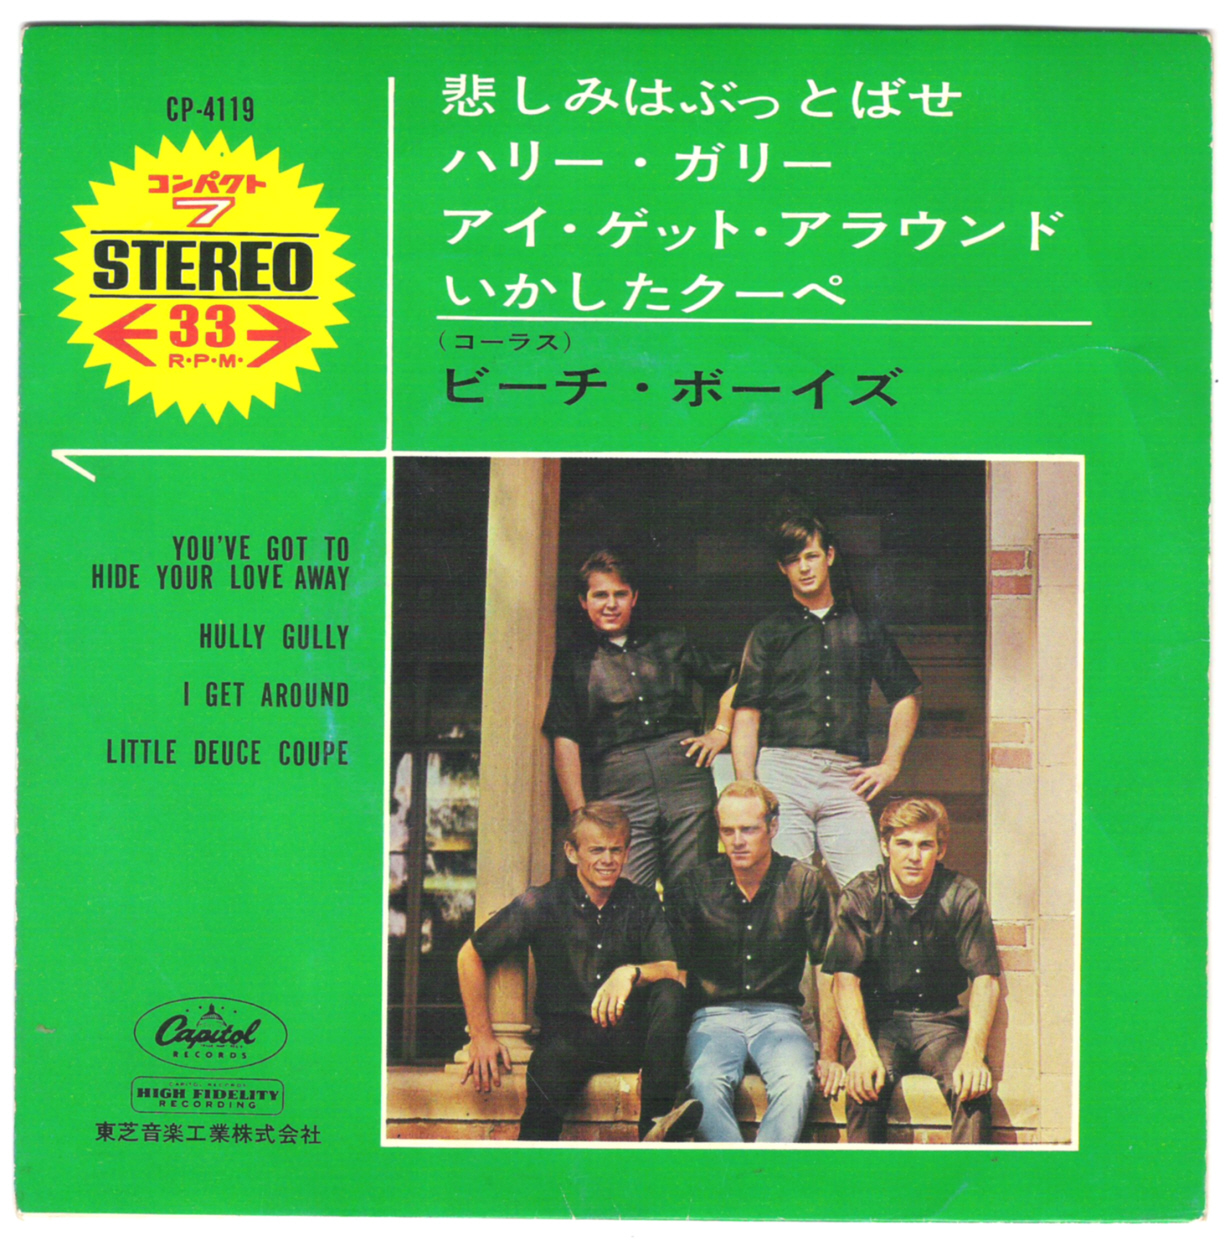 CP-4119
コンパクト
7
STEREO
33
R・P・M・
悲しみはぶっとばせ
ハリー・ガリー
アイ・ゲット・アラウンド
いかしたクーペ
(コーラス)
ビーチ・ボーイズ
YOU'VE GOT TO
HIDE YOUR LOVE AWAY
HULLY GULLY
I GET AROUND
LITTLE DEUCE COUPE
Capitol
RECORDS
CAPITOL RECORDS
HIGH FIDELITY
RECORDING
東芝音楽工業株式会社